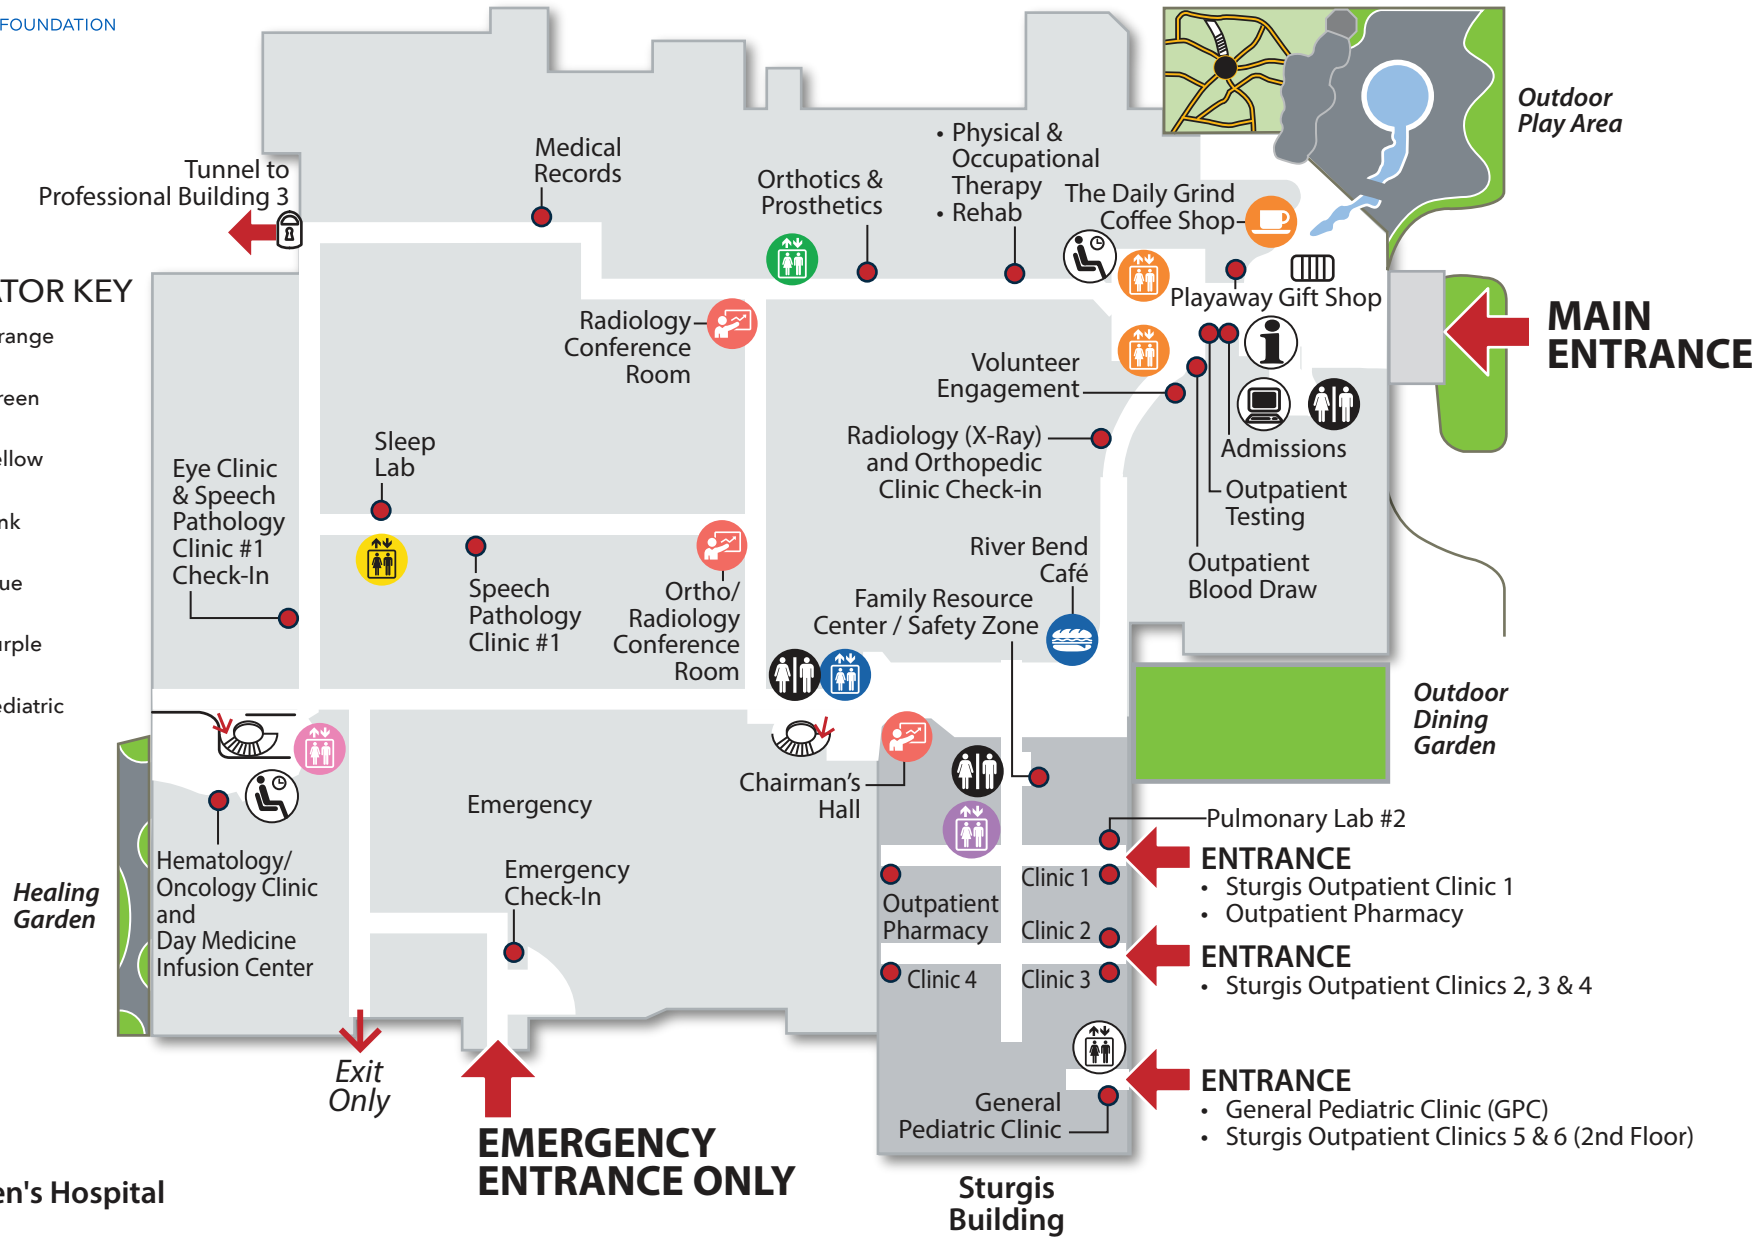 FOUNDATION
Outdoor
Play Area
Tunnel to
Professional Building 3
Medical
Records
Orthotics &
Prosthetics
• Physical &
Occupational
Therapy
• Rehab
The Daily Grind
Coffee Shop
Playaway Gift Shop
MAIN
ENTRANCE
TOR KEY
range
reen
ellow
nk
ue
urple
ediatric
Radiology
Conference
Room
Volunteer
Engagement
Radiology (X-Ray)
and Orthopedic
Clinic Check-in
Admissions
Outpatient
Testing
Outpatient
Blood Draw
Sleep
Lab
Eye Clinic
& Speech
Pathology
Clinic #1
Check-In
Speech
Pathology
Clinic #1
Ortho/
Radiology
Conference
Room
River Bend
Café
Family Resource
Center / Safety Zone
Outdoor
Dining
Garden
Chairman's
Hall
Emergency
Emergency
Check-In
Hematology/
Oncology Clinic
and
Day Medicine
Infusion Center
Healing
Garden
Pulmonary Lab #2
ENTRANCE
• Sturgis Outpatient Clinic 1
• Outpatient Pharmacy
Clinic 1
Outpatient
Pharmacy
Clinic 2
ENTRANCE
• Sturgis Outpatient Clinics 2, 3 & 4
Clinic 4
Clinic 3
Exit
Only
EMERGENCY
ENTRANCE ONLY
General
Pediatric Clinic
ENTRANCE
• General Pediatric Clinic (GPC)
• Sturgis Outpatient Clinics 5 & 6 (2nd Floor)
en's Hospital
Sturgis
Building